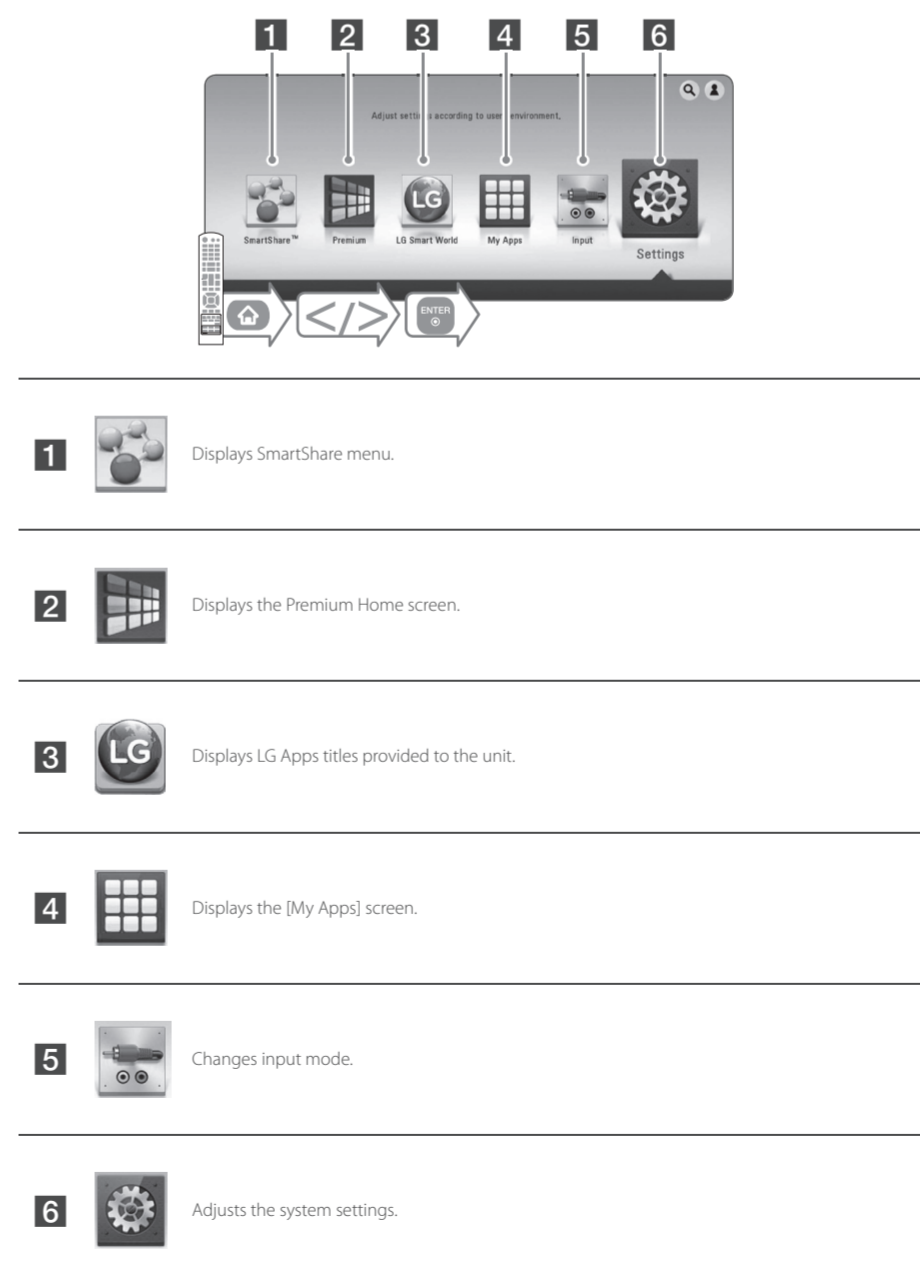 1 2 3 4 5 6
Adjust settings according to user environment.
LG
SmartShare™ Premium LG Smart World My Apps Input Settings
</> ENTER
1 Displays SmartShare menu.
2 Displays the Premium Home screen.
3 LG Displays LG Apps titles provided to the unit.
4 Displays the [My Apps] screen.
5 Changes input mode.
6 Adjusts the system settings.